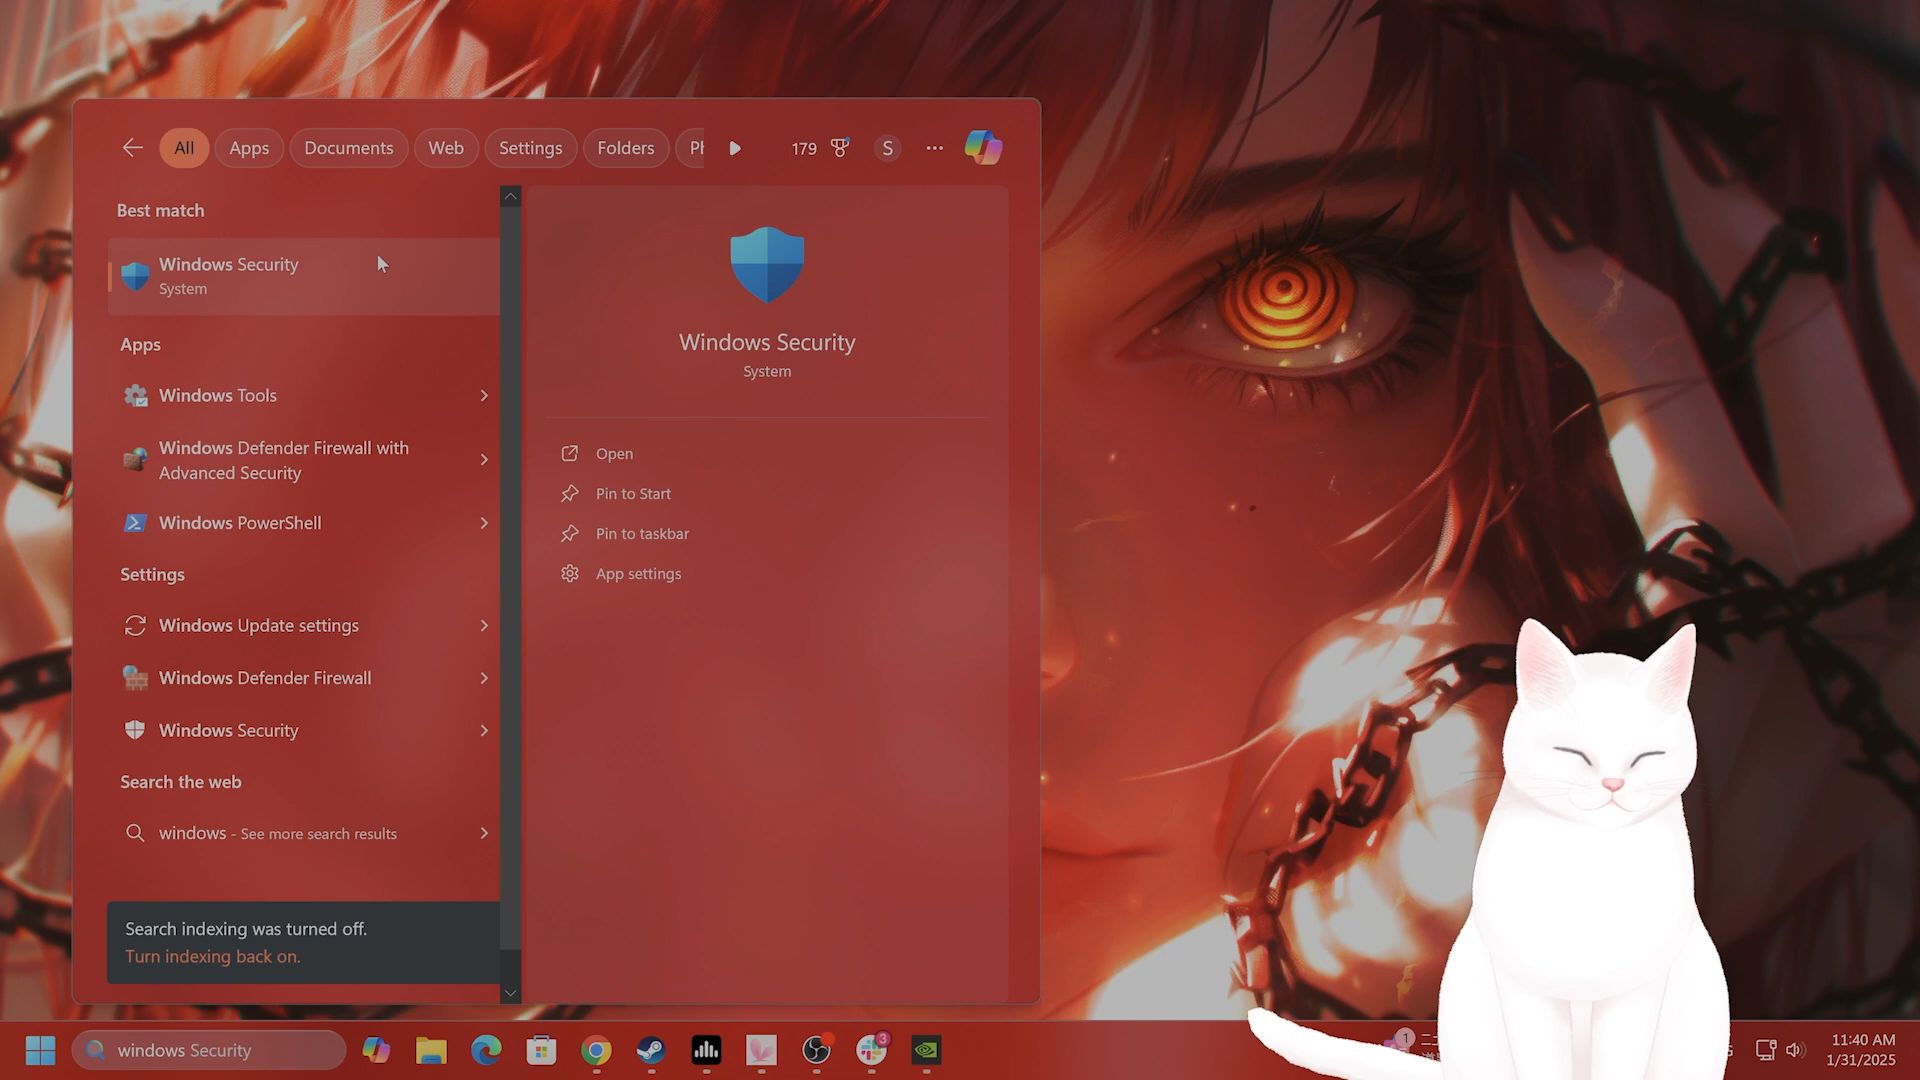 All
Apps
Documents
Web
Settings
Folders
179
S
Best match
Windows Security
System
Apps
Windows Tools
Windows Defender Firewall with
Advanced Security
Windows PowerShell
Settings
Windows Update settings
Windows Defender Firewall
Windows Security
Search the web
windows - See more search results
Search indexing was turned off.
Turn indexing back on.
Windows Security
System
Open
Pin to Start
Pin to taskbar
App settings
windows Security
3
1
11:40 AM
1/31/2025